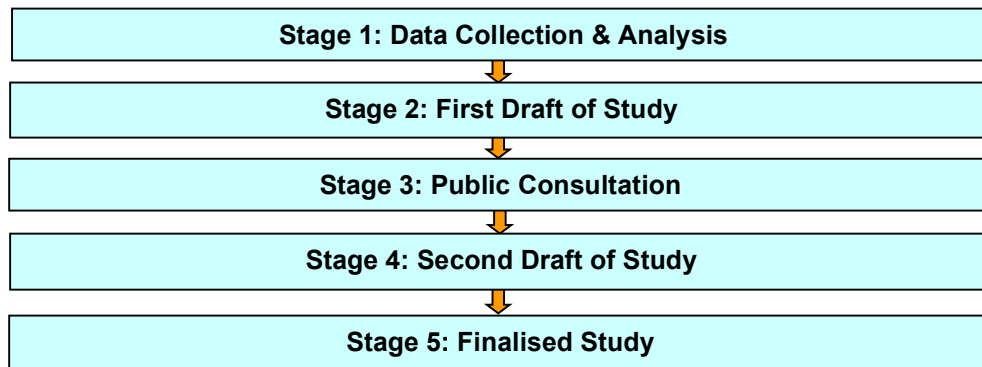 Stage 1: Data Collection & Analysis
Stage 2: First Draft of Study
Stage 3: Public Consultation
Stage 4: Second Draft of Study
Stage 5: Finalised Study